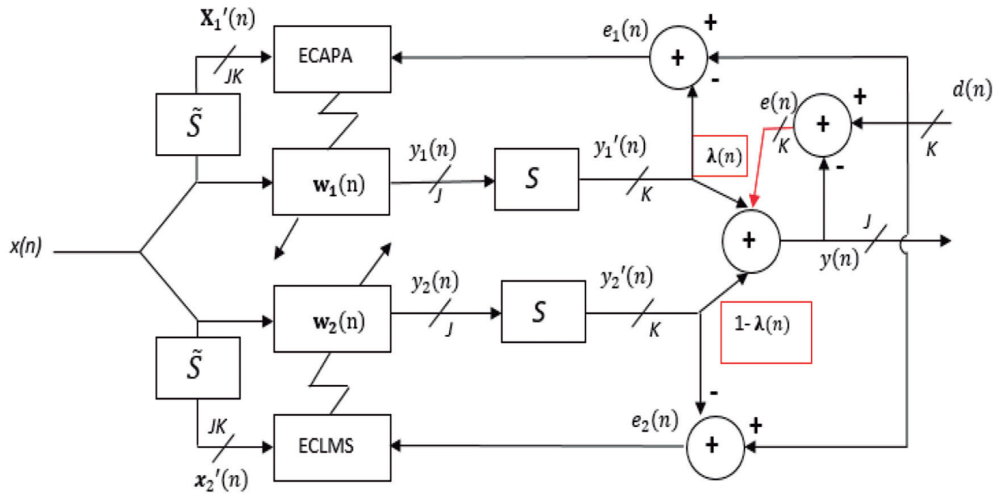 X₁′(n)
JK
ECAPA
e₁(n)
+
+
-
S̃
e(n)
K
+
+
-
d(n)
K
w₁(n)
y₁(n)
J
S
y₁′(n)
K
λ(n)
x(n)
+
J
y(n)
w₂(n)
y₂(n)
J
S
y₂′(n)
K
1-λ(n)
S̃
JK
x₂′(n)
ECLMS
e₂(n)
-
+
+